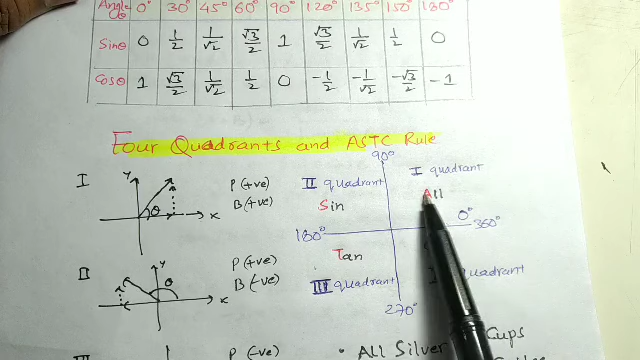 Angle θ 0° 30° 45° 60° 90° 120° 135° 150° 180°
Sinθ 0 1/2 1/√2 √3/2 1 √3/2 1/√2 1/2 0
Cosθ 1 √3/2 1/√2 1/2 0 -1/2 -1/√2 -√3/2 -1
Four Quadrants and ASTC Rule
90°
I quadrant
I Y P(+ve) II quadrant
All
θ B(+ve) Sin
X 0°
180° 360°
Y P(+ve) Tan
II θ B(-ve) III quadrant quadrant
X
270°
P(-ve) Cups
• All Silver